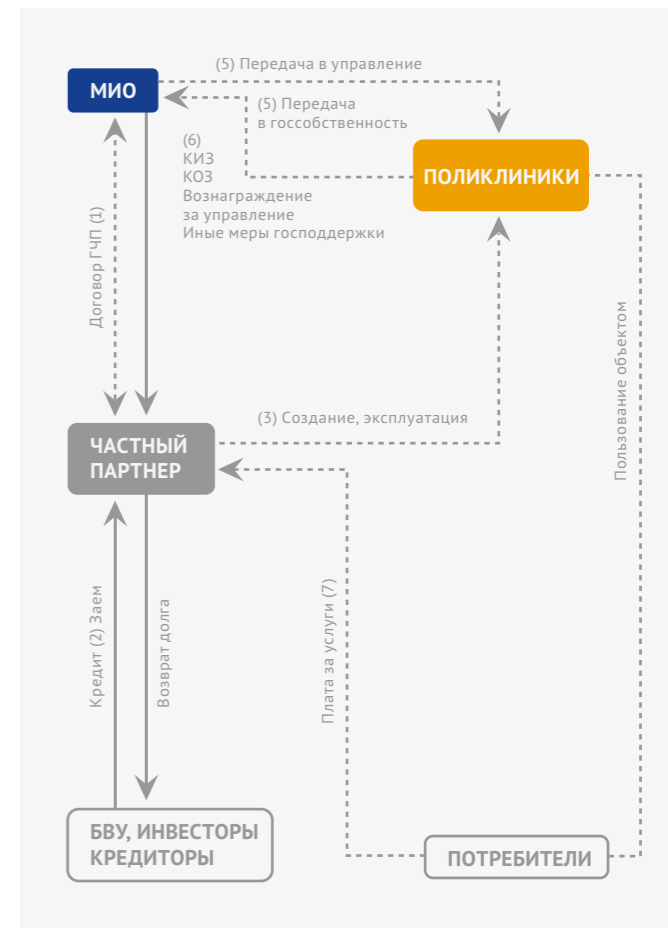 (5) Передача в управление
МИО
(5) Передача
в госсобственность
(6)
КИЗ
КОЗ
Вознаграждение
за управление
Иные меры господдержки
ПОЛИКЛИНИКИ
Договор ГЧП (1)
Пользование объектом
(3) Создание, эксплуатация
ЧАСТНЫЙ
ПАРТНЕР
Кредит (2) Заем
Возврат долга
Плата за услуги (7)
БВУ, ИНВЕСТОРЫ
КРЕДИТОРЫ
ПОТРЕБИТЕЛИ